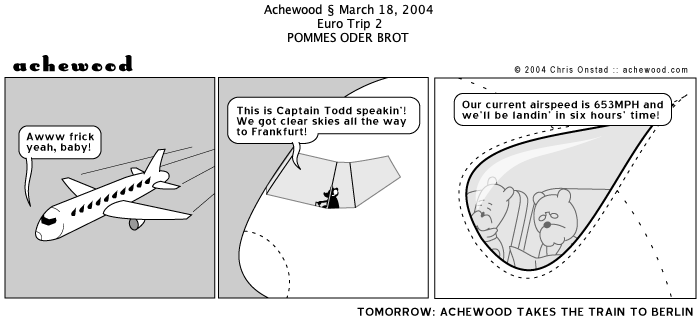 Achewood § March 18, 2004
Euro Trip 2
POMMES ODER BROT
achewood
© 2004 Chris Onstad :: achewood.com
Awww frick
yeah, baby!
This is Captain Todd speakin'!
We got clear skies all the way
to Frankfurt!
Our current airspeed is 653MPH and
we'll be landin' in six hours' time!
TOMORROW: ACHEWOOD TAKES THE TRAIN TO BERLIN